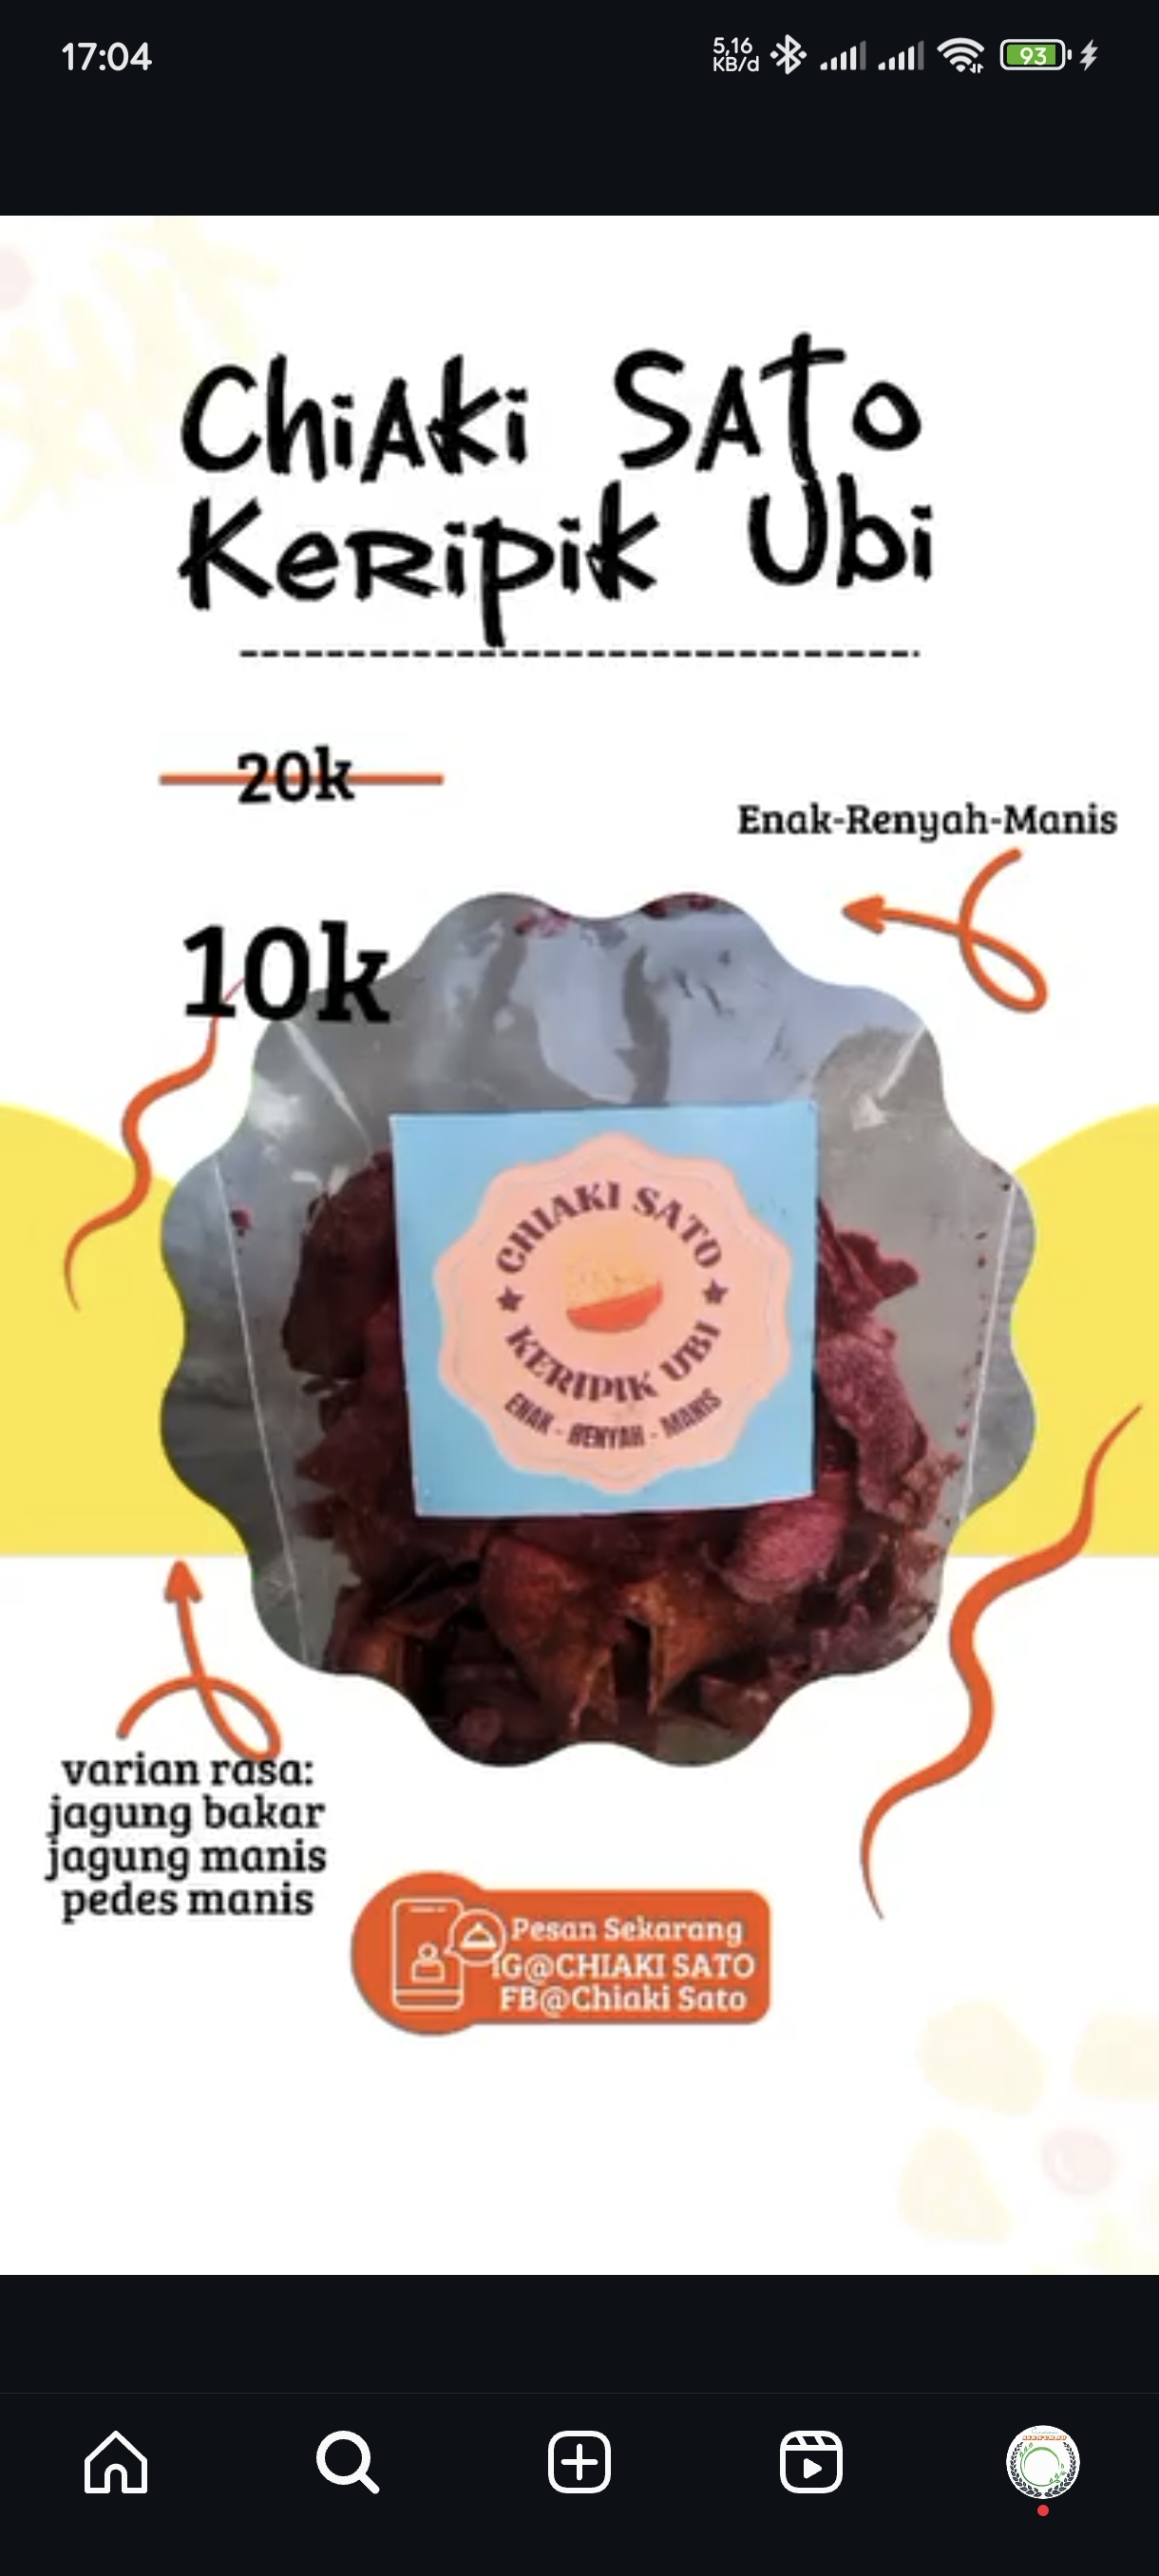 17:04
5,16
KB/d
93
Chiaki Sato
Keripik Ubi
20k
Enak-Renyah-Manis
10k
CHIAKI SATO
KERIPIK UBI
ENAK - RENYAH - MANIS
varian rasa:
jagung bakar
jagung manis
pedes manis
Pesan Sekarang
IG@CHIAKI SATO
FB@Chiaki Sato